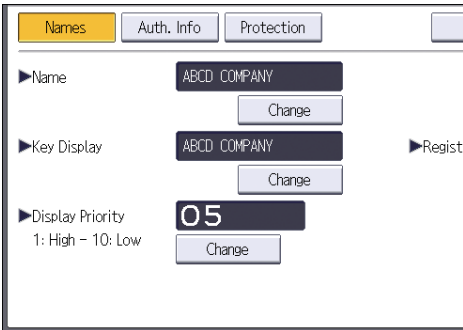 Names Auth. Info Protection
▶Name ABCD COMPANY
Change
▶Key Display ABCD COMPANY ▶Regist
Change
▶Display Priority 05
1: High - 10: Low Change